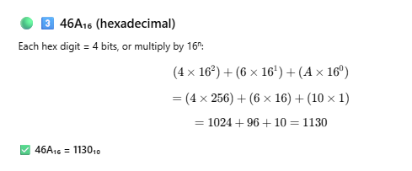 3 46A₁₆ (hexadecimal)
Each hex digit = 4 bits, or multiply by 16ⁿ:
(4 × 16²) + (6 × 16¹) + (A × 16⁰)
= (4 × 256) + (6 × 16) + (10 × 1)
= 1024 + 96 + 10 = 1130
✅ 46A₁₆ = 1130₁₀